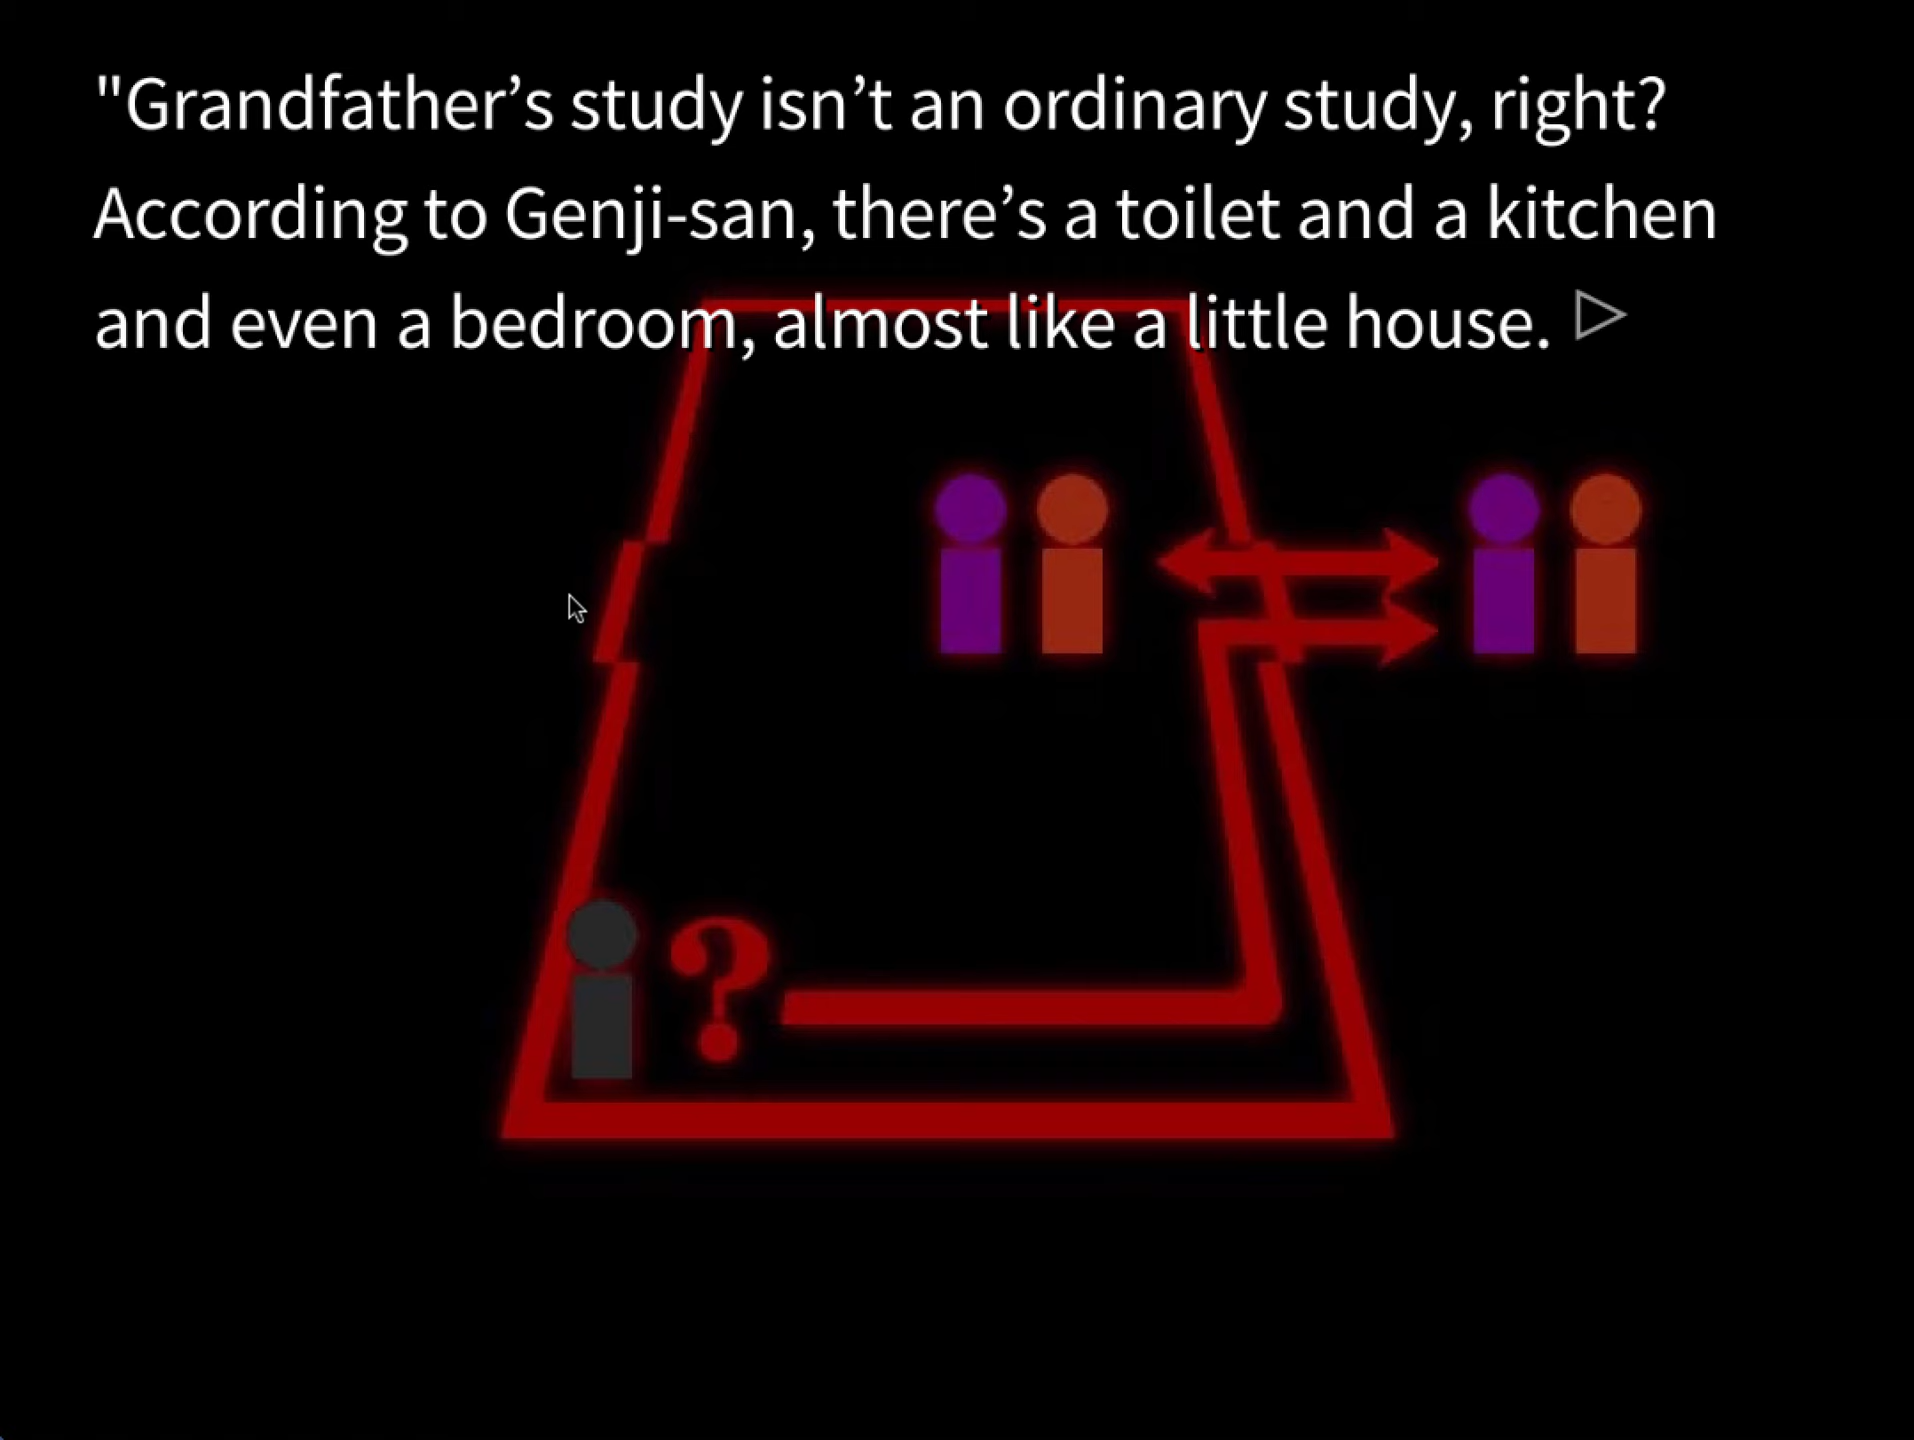 "Grandfather’s study isn’t an ordinary study, right?
According to Genji-san, there’s a toilet and a kitchen
and even a bedroom, almost like a little house.
?